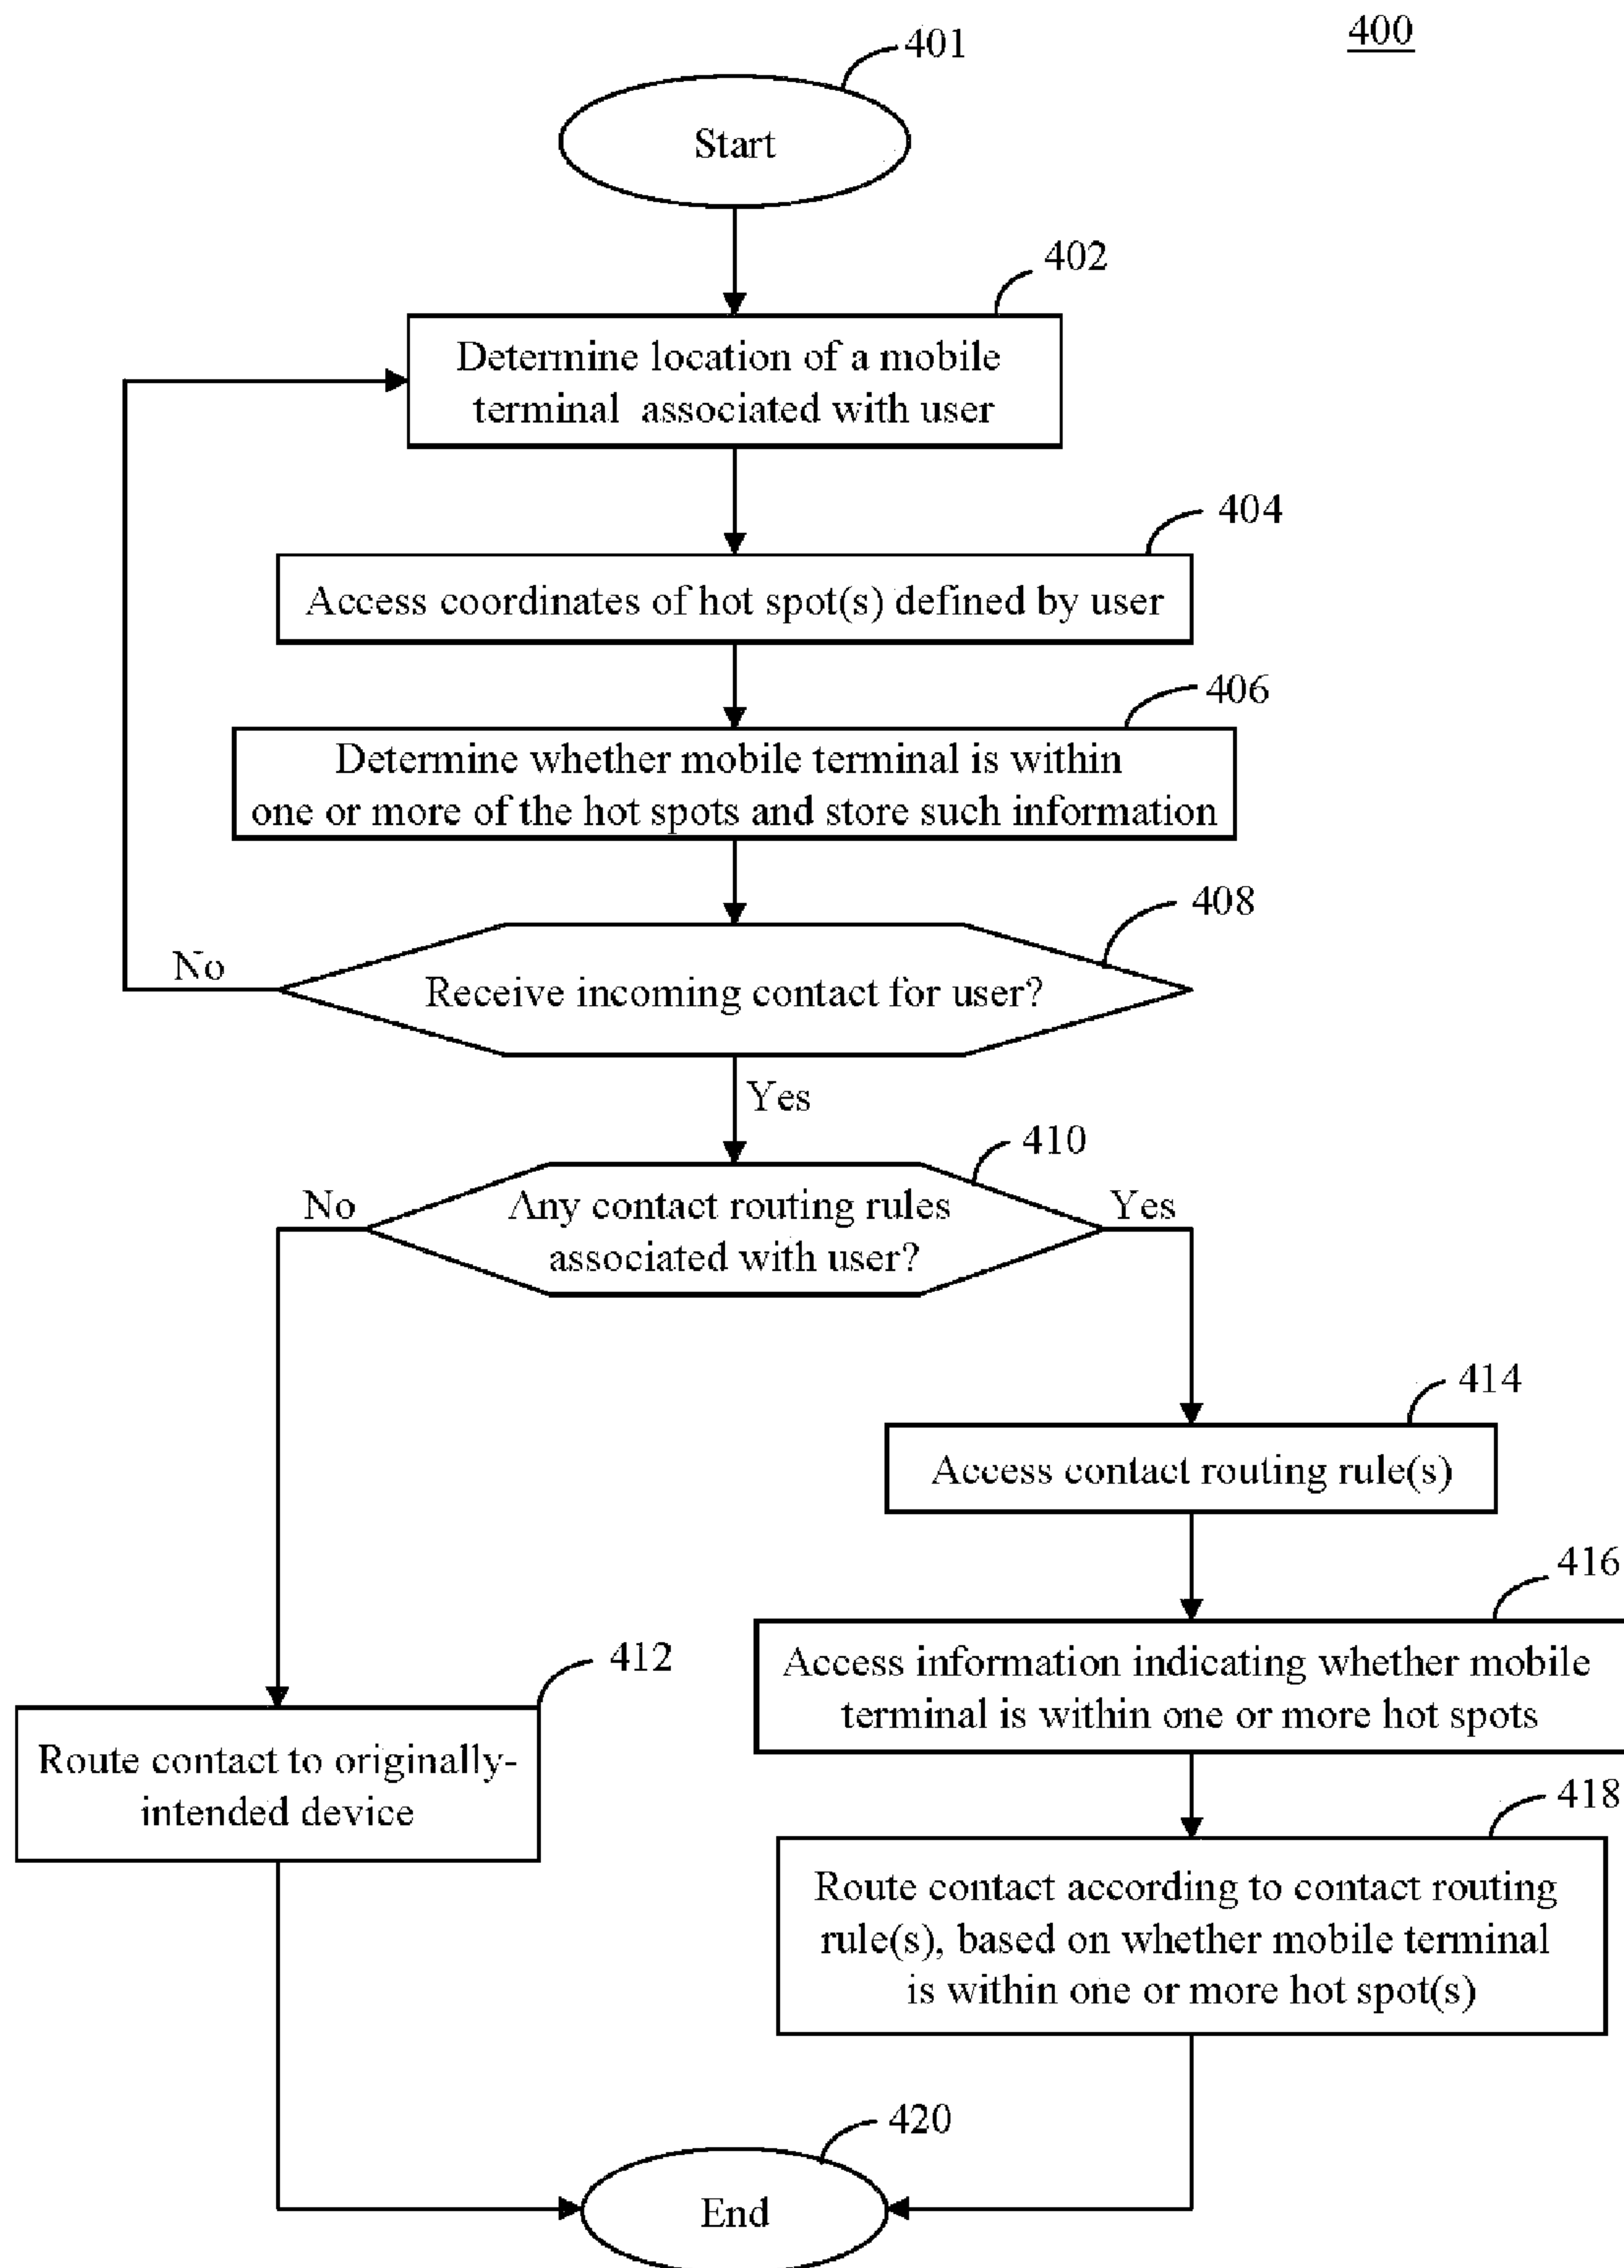 400
401
Start
402
Determine location of a mobile
terminal associated with user
404
Access coordinates of hot spot(s) defined by user
406
Determine whether mobile terminal is within
one or more of the hot spots and store such information
408
No
Receive incoming contact for user?
Yes
410
No
Any contact routing rules
associated with user?
Yes
414
Access contact routing rule(s)
416
Access information indicating whether mobile
terminal is within one or more hot spots
412
Route contact to originally-
intended device
418
Route contact according to contact routing
rule(s), based on whether mobile terminal
is within one or more hot spot(s)
420
End